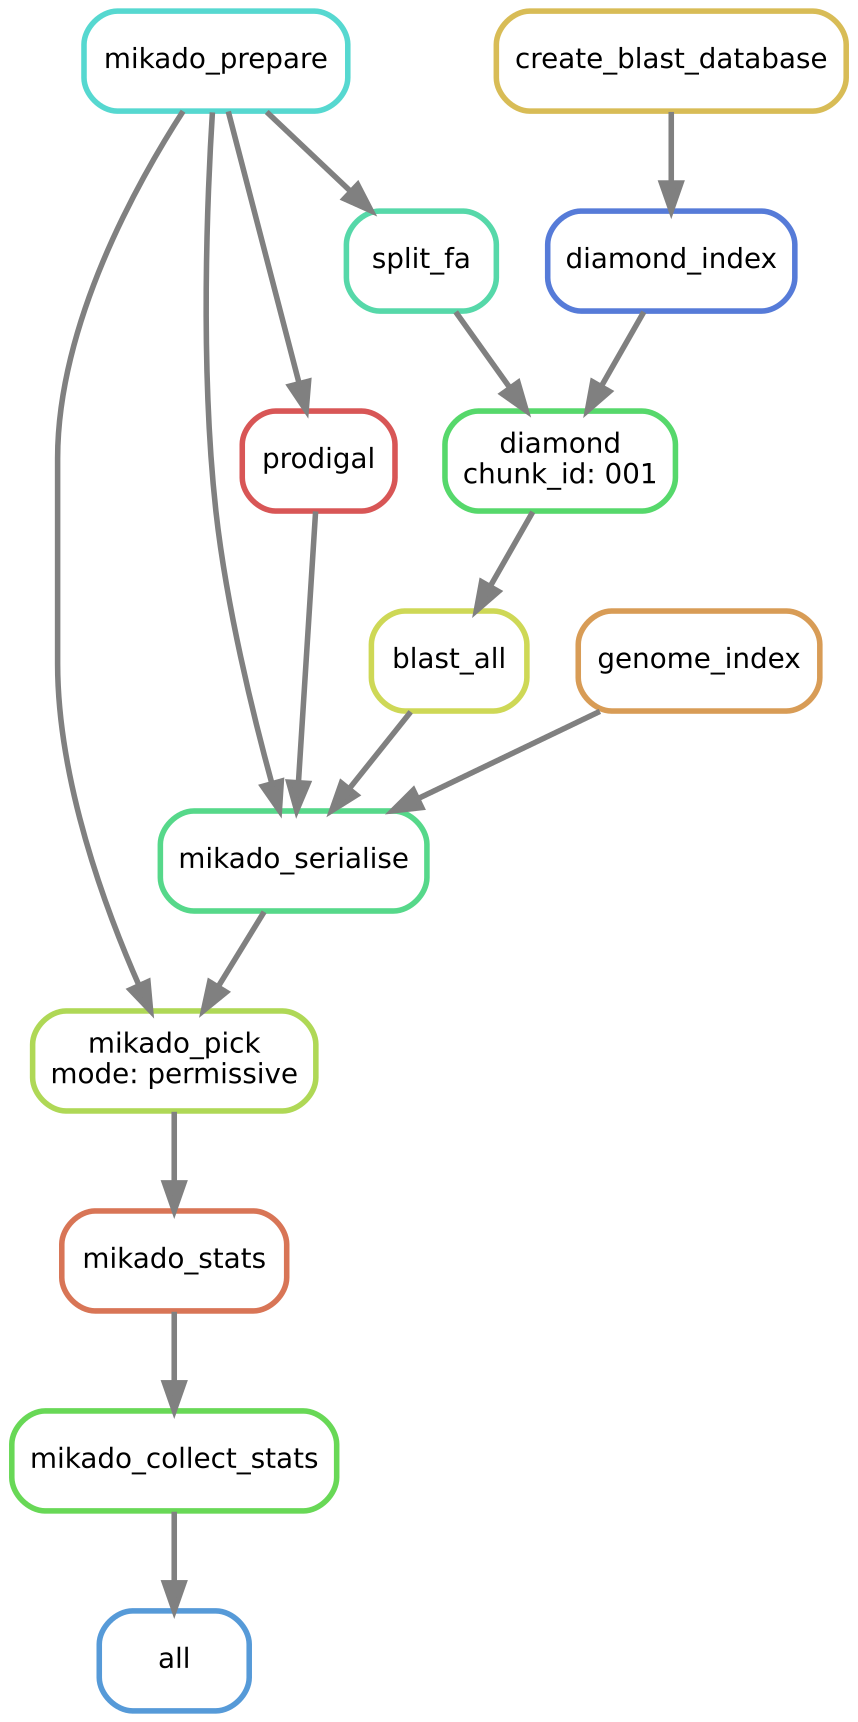 mikado_prepare
create_blast_database
split_fa
diamond_index
prodigal
diamond
chunk_id: 001
blast_all
genome_index
mikado_serialise
mikado_pick
mode: permissive
mikado_stats
mikado_collect_stats
all